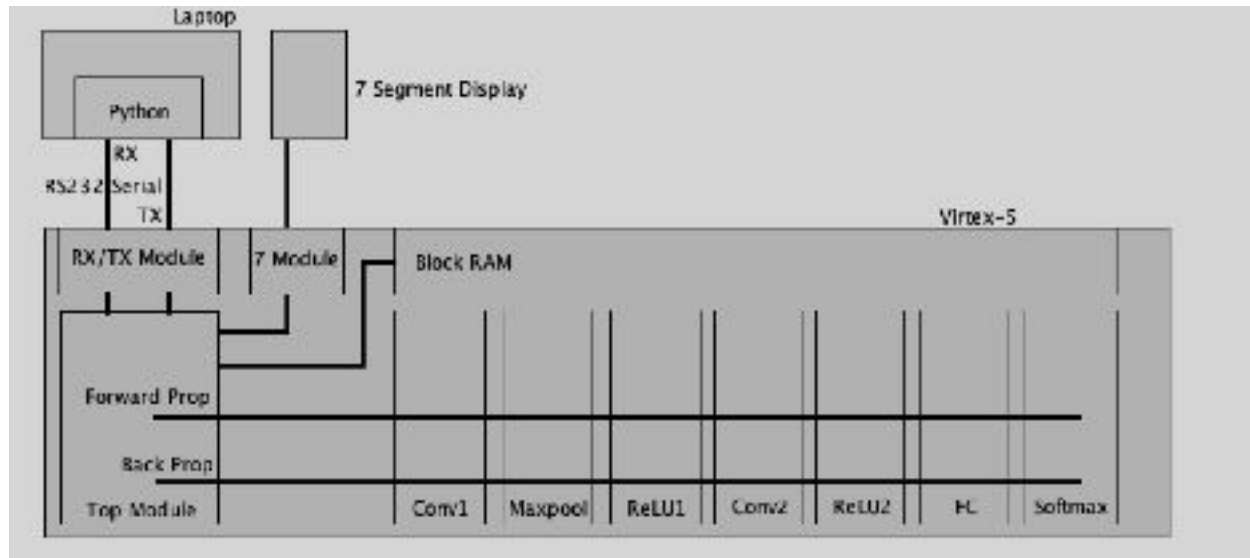 Laptop
7 Segment Display
Python
RX
RS232 Serial
TX
Virtex-5
RX/TX Module
7 Module
Block RAM
Forward Prop
Back Prop
Top Module
Conv1
Maxpool
ReLU1
Conv2
ReLU2
FC
Softmax